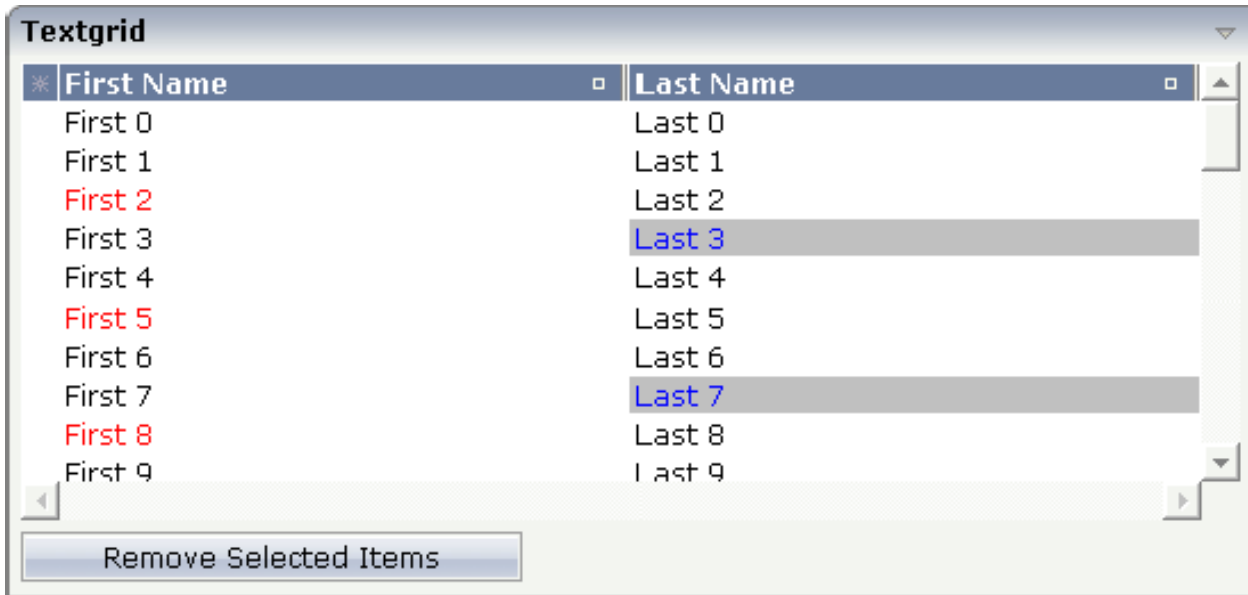 Textgrid
First Name Last Name
First 0 Last 0
First 1 Last 1
First 2 Last 2
First 3 Last 3
First 4 Last 4
First 5 Last 5
First 6 Last 6
First 7 Last 7
First 8 Last 8
First 9 Last 9
Remove Selected Items